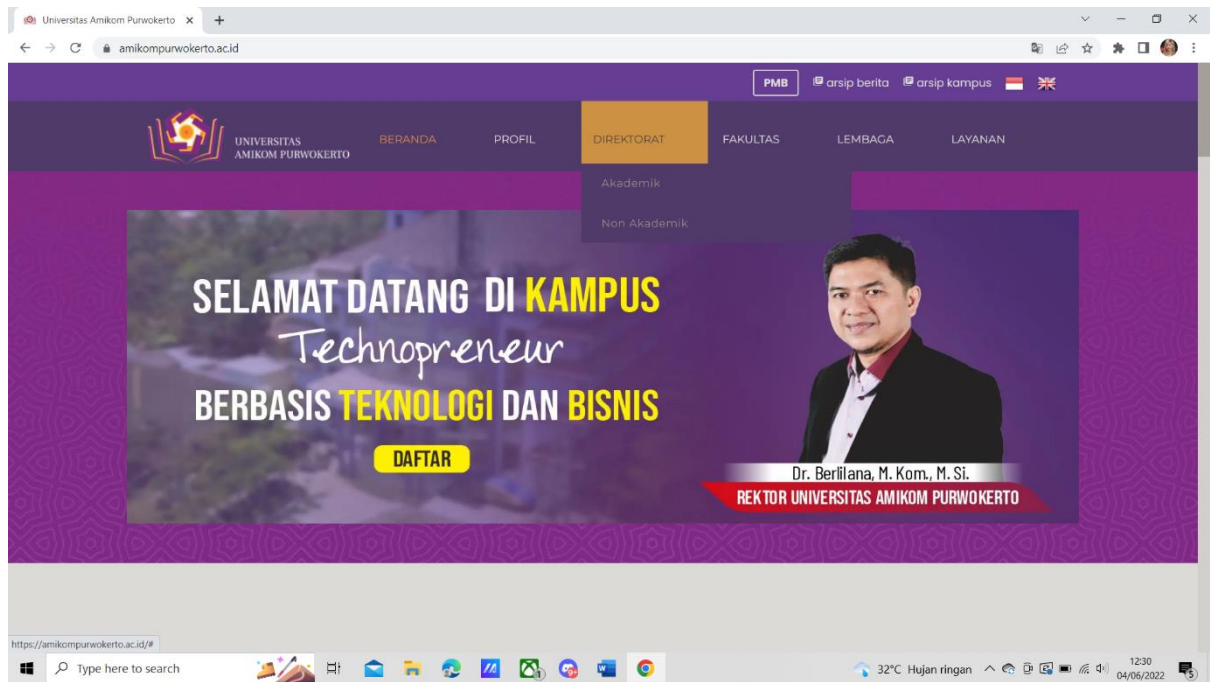 Universitas Amikom Purwokerto
amikompurwokerto.ac.id
PMB arsip berita arsip kampus
UNIVERSITAS
AMIKOM PURWOKERTO
BERANDA PROFIL DIREKTORAT FAKULTAS LEMBAGA LAYANAN
Akademik
Non Akademik
SELAMAT DATANG DI KAMPUS
Technopreneur
BERBASIS TEKNOLOGI DAN BISNIS
DAFTAR
Dr. Berlilana, M. Kom., M. Si.
REKTOR UNIVERSITAS AMIKOM PURWOKERTO
https://amikompurwokerto.ac.id/#
Type here to search
32°C Hujan ringan
12:30
04/06/2022
5